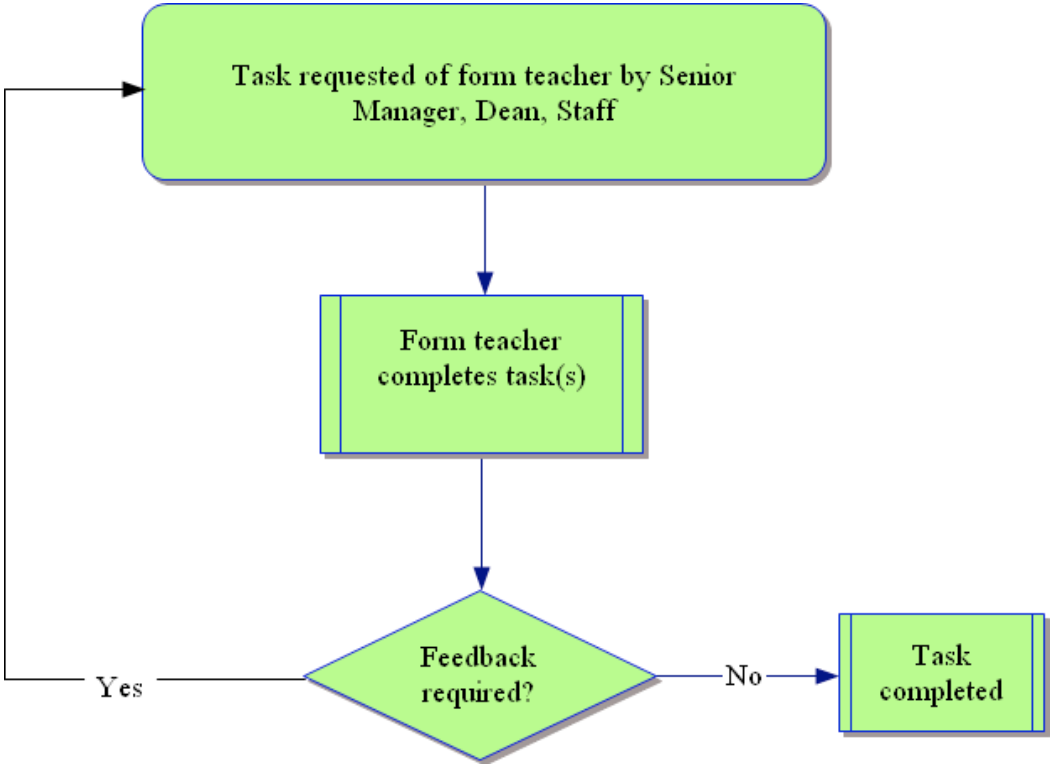 Task requested of form teacher by Senior
Manager, Dean, Staff
Form teacher
completes task(s)
Feedback
required?
Yes
No
Task
completed